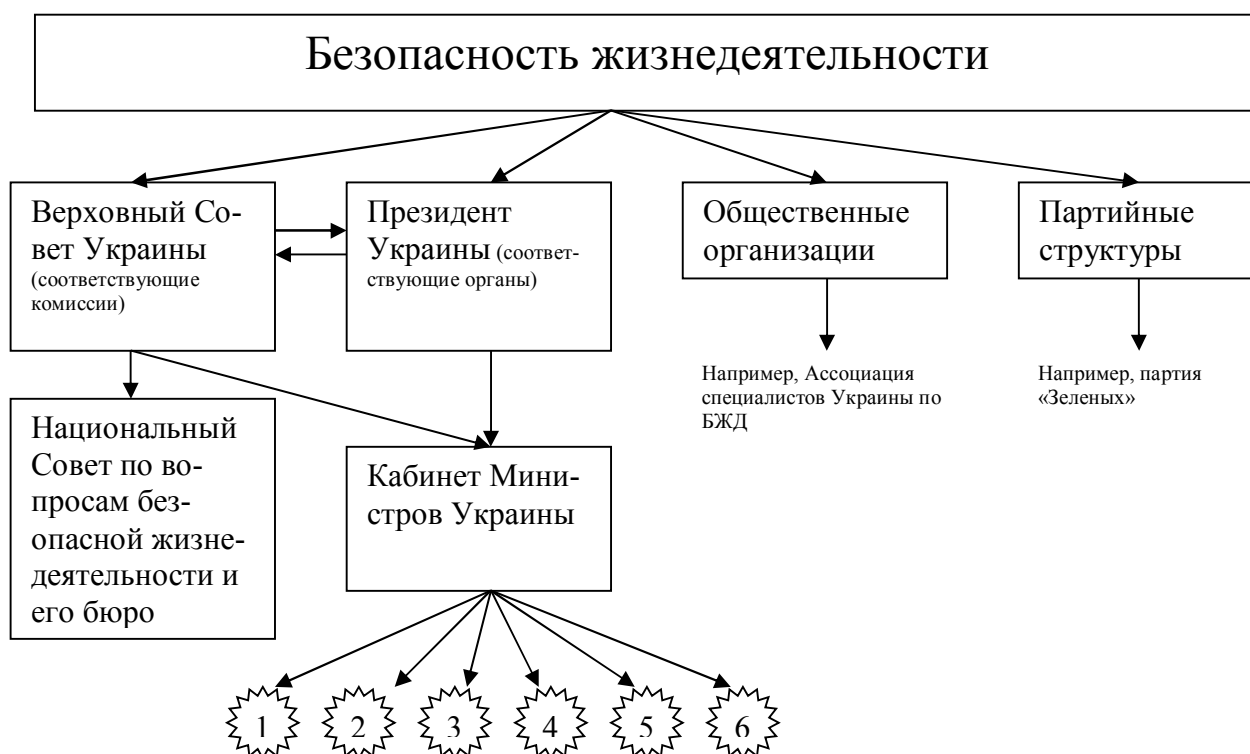 Безопасность жизнедеятельности
Верховный Со-
вет Украины
(соответствующие
комиссии)
Президент
Украины (соответ-
ствующие органы)
Общественные
организации
Партийные
структуры
Например, Ассоциация
специалистов Украины по
БЖД
Например, партия
«Зеленых»
Национальный
Совет по во-
просам без-
опасной жизне-
деятельности и
его бюро
Кабинет Мини-
стров Украины
1 2 3 4 5 6